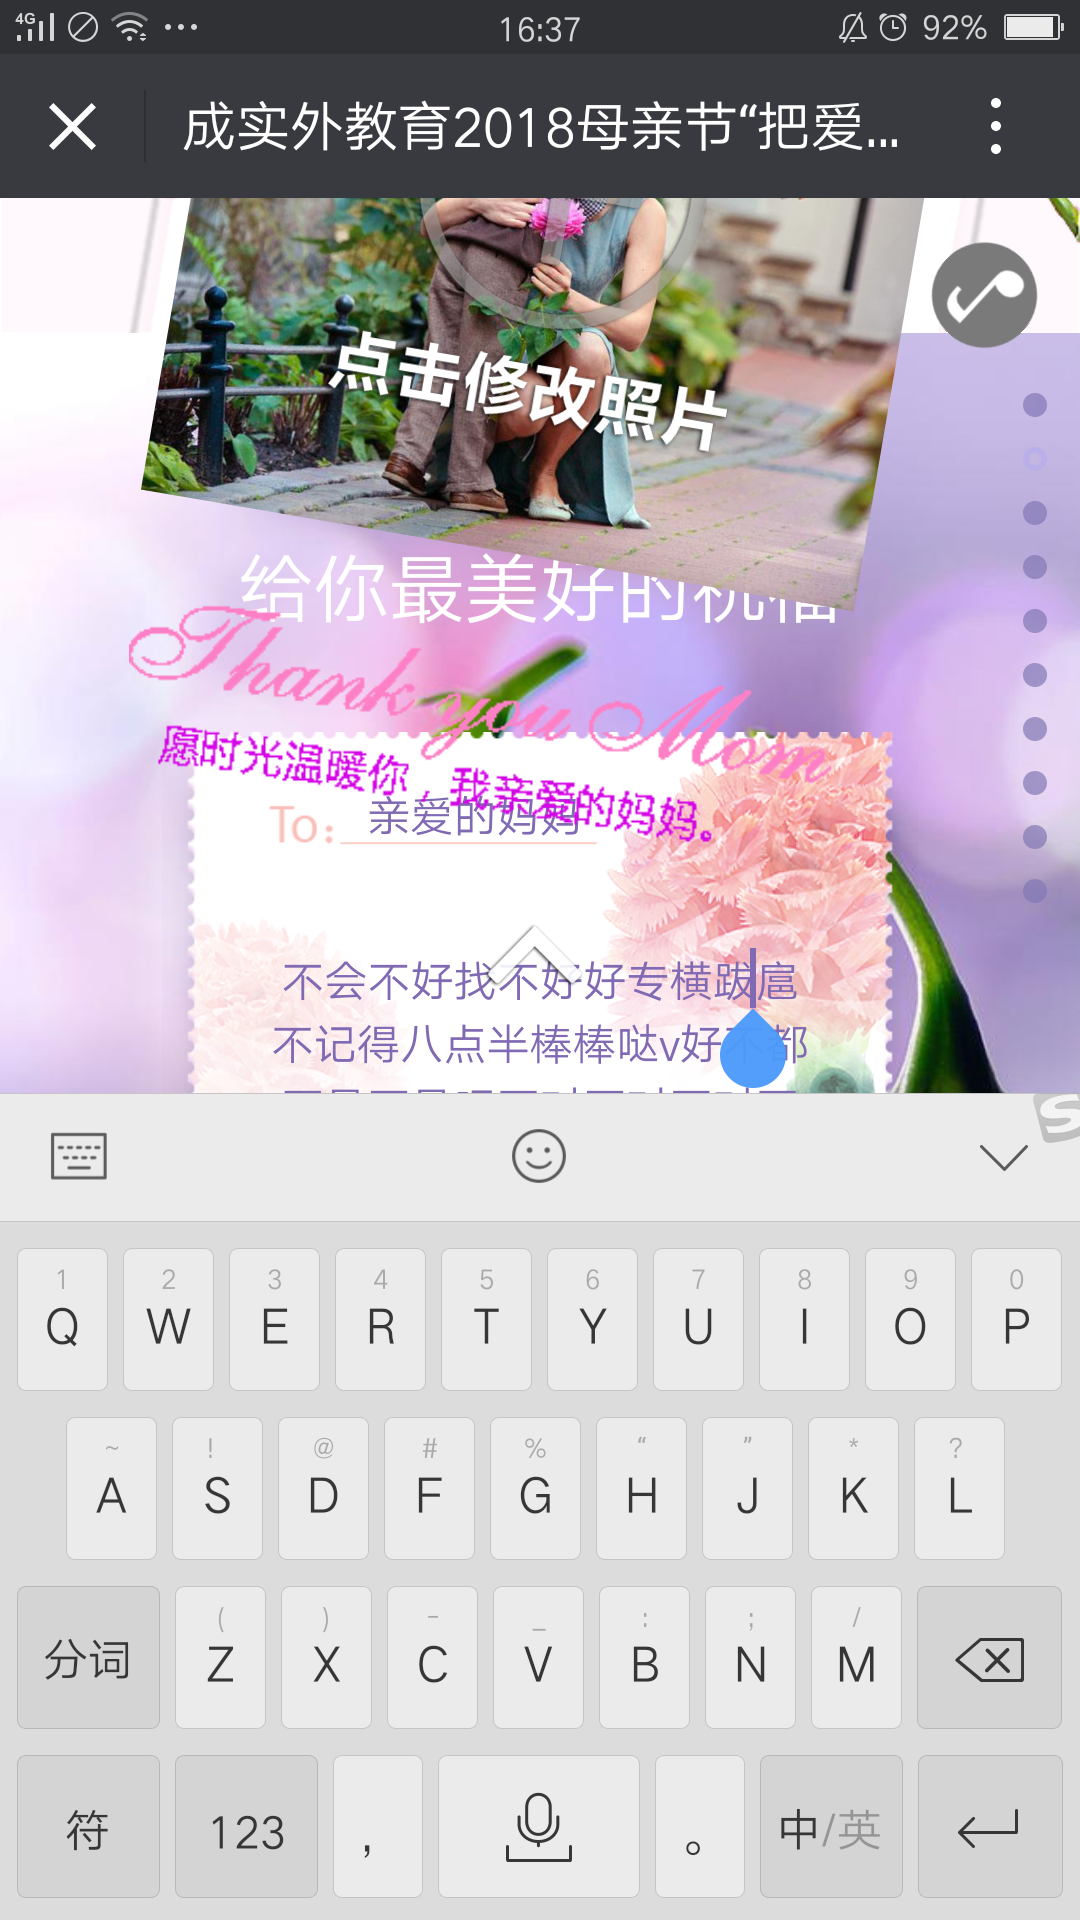 4G 16:37 92%
成实外教育2018母亲节“把爱...
点击修改照片
给你最美好的祝福
Thank you Mom
愿时光温暖你，我亲爱的妈妈。
To: 亲爱的妈妈
不会不好找不好好专横跋扈
不记得八点半棒棒哒v好不都
S
1 2 3 4 5 6 7 8 9 0
Q W E R T Y U I O P
~ ! @ # % “ ” * ?
A S D F G H J K L
( ) - _ : ; /
分词 Z X C V B N M
符 123 , 。 中/英